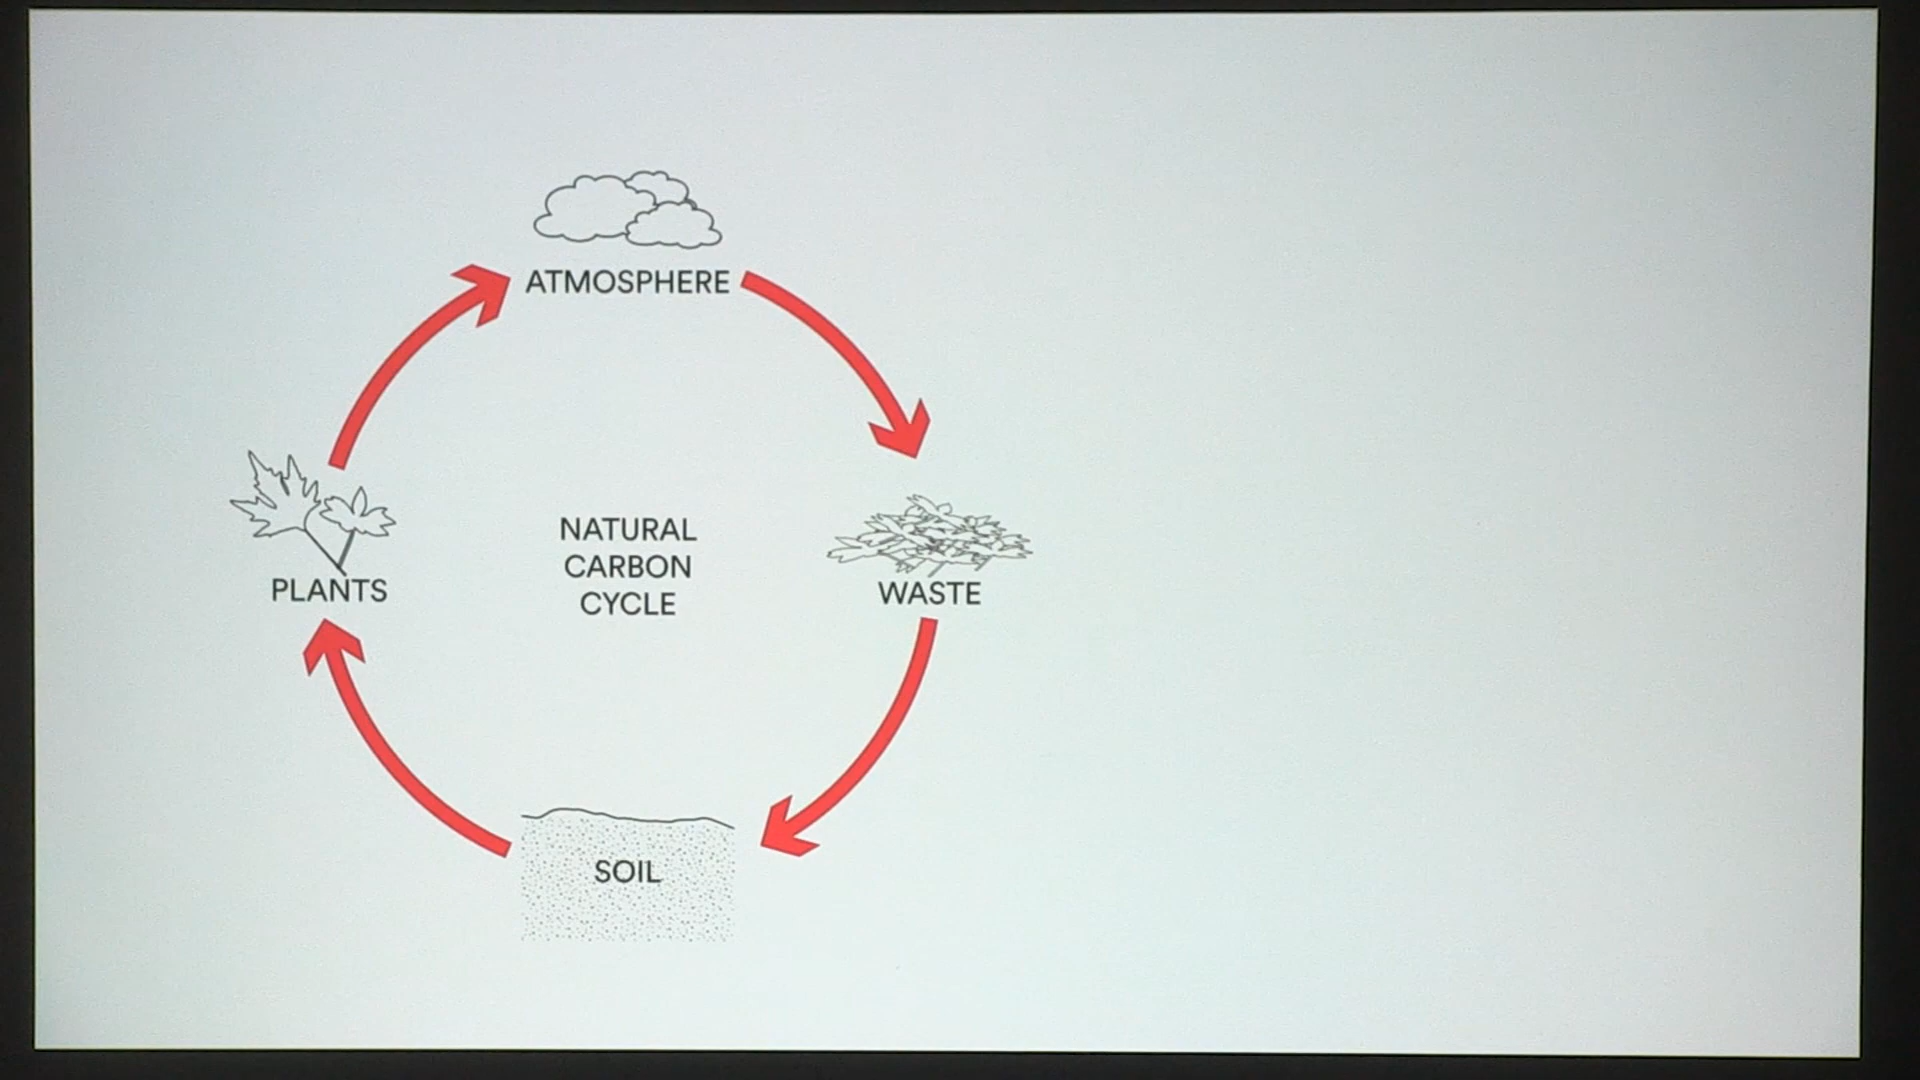 ATMOSPHERE
PLANTS
NATURAL
CARBON
CYCLE
WASTE
SOIL